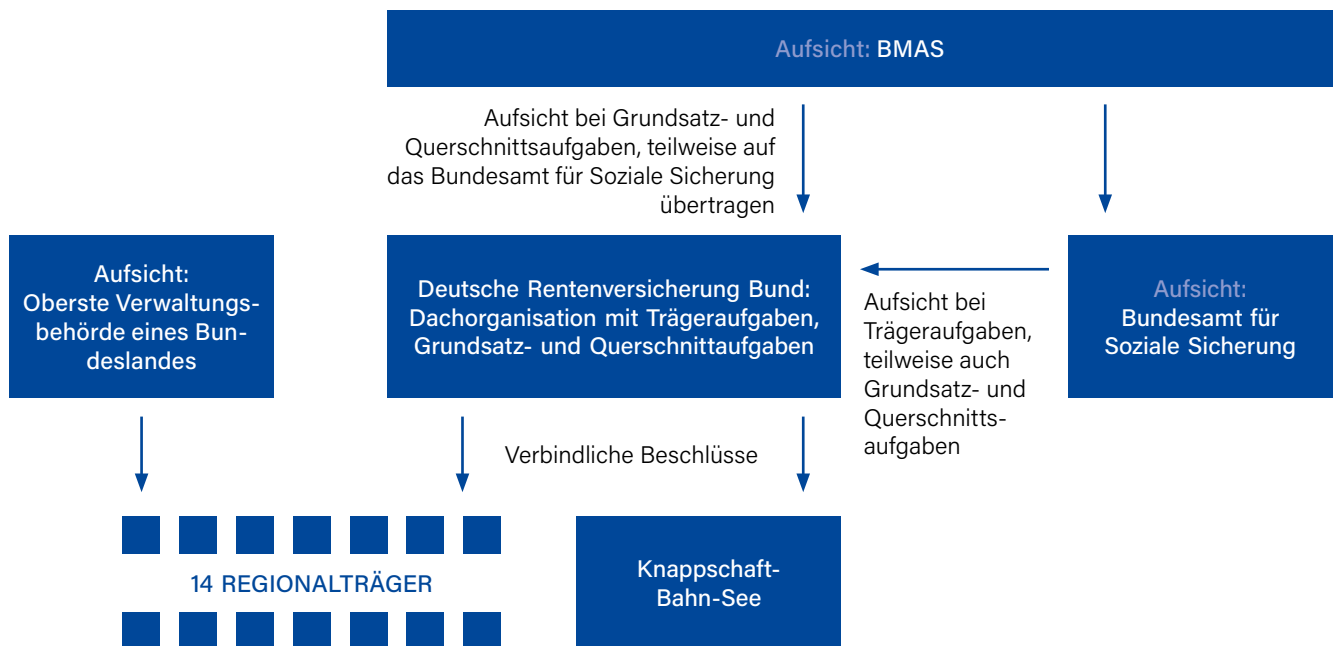 Aufsicht: BMAS
Aufsicht bei Grundsatz- und
Querschnittsaufgaben, teilweise auf
das Bundesamt für Soziale Sicherung
übertragen
Aufsicht:
Oberste Verwaltungs-
behörde eines Bun-
deslandes
Deutsche Rentenversicherung Bund:
Dachorganisation mit Trägeraufgaben,
Grundsatz- und Querschnittaufgaben
Aufsicht bei
Trägeraufgaben,
teilweise auch
Grundsatz- und
Querschnitts-
aufgaben
Aufsicht:
Bundesamt für
Soziale Sicherung
Verbindliche Beschlüsse
14 REGIONALTRÄGER
Knappschaft-
Bahn-See